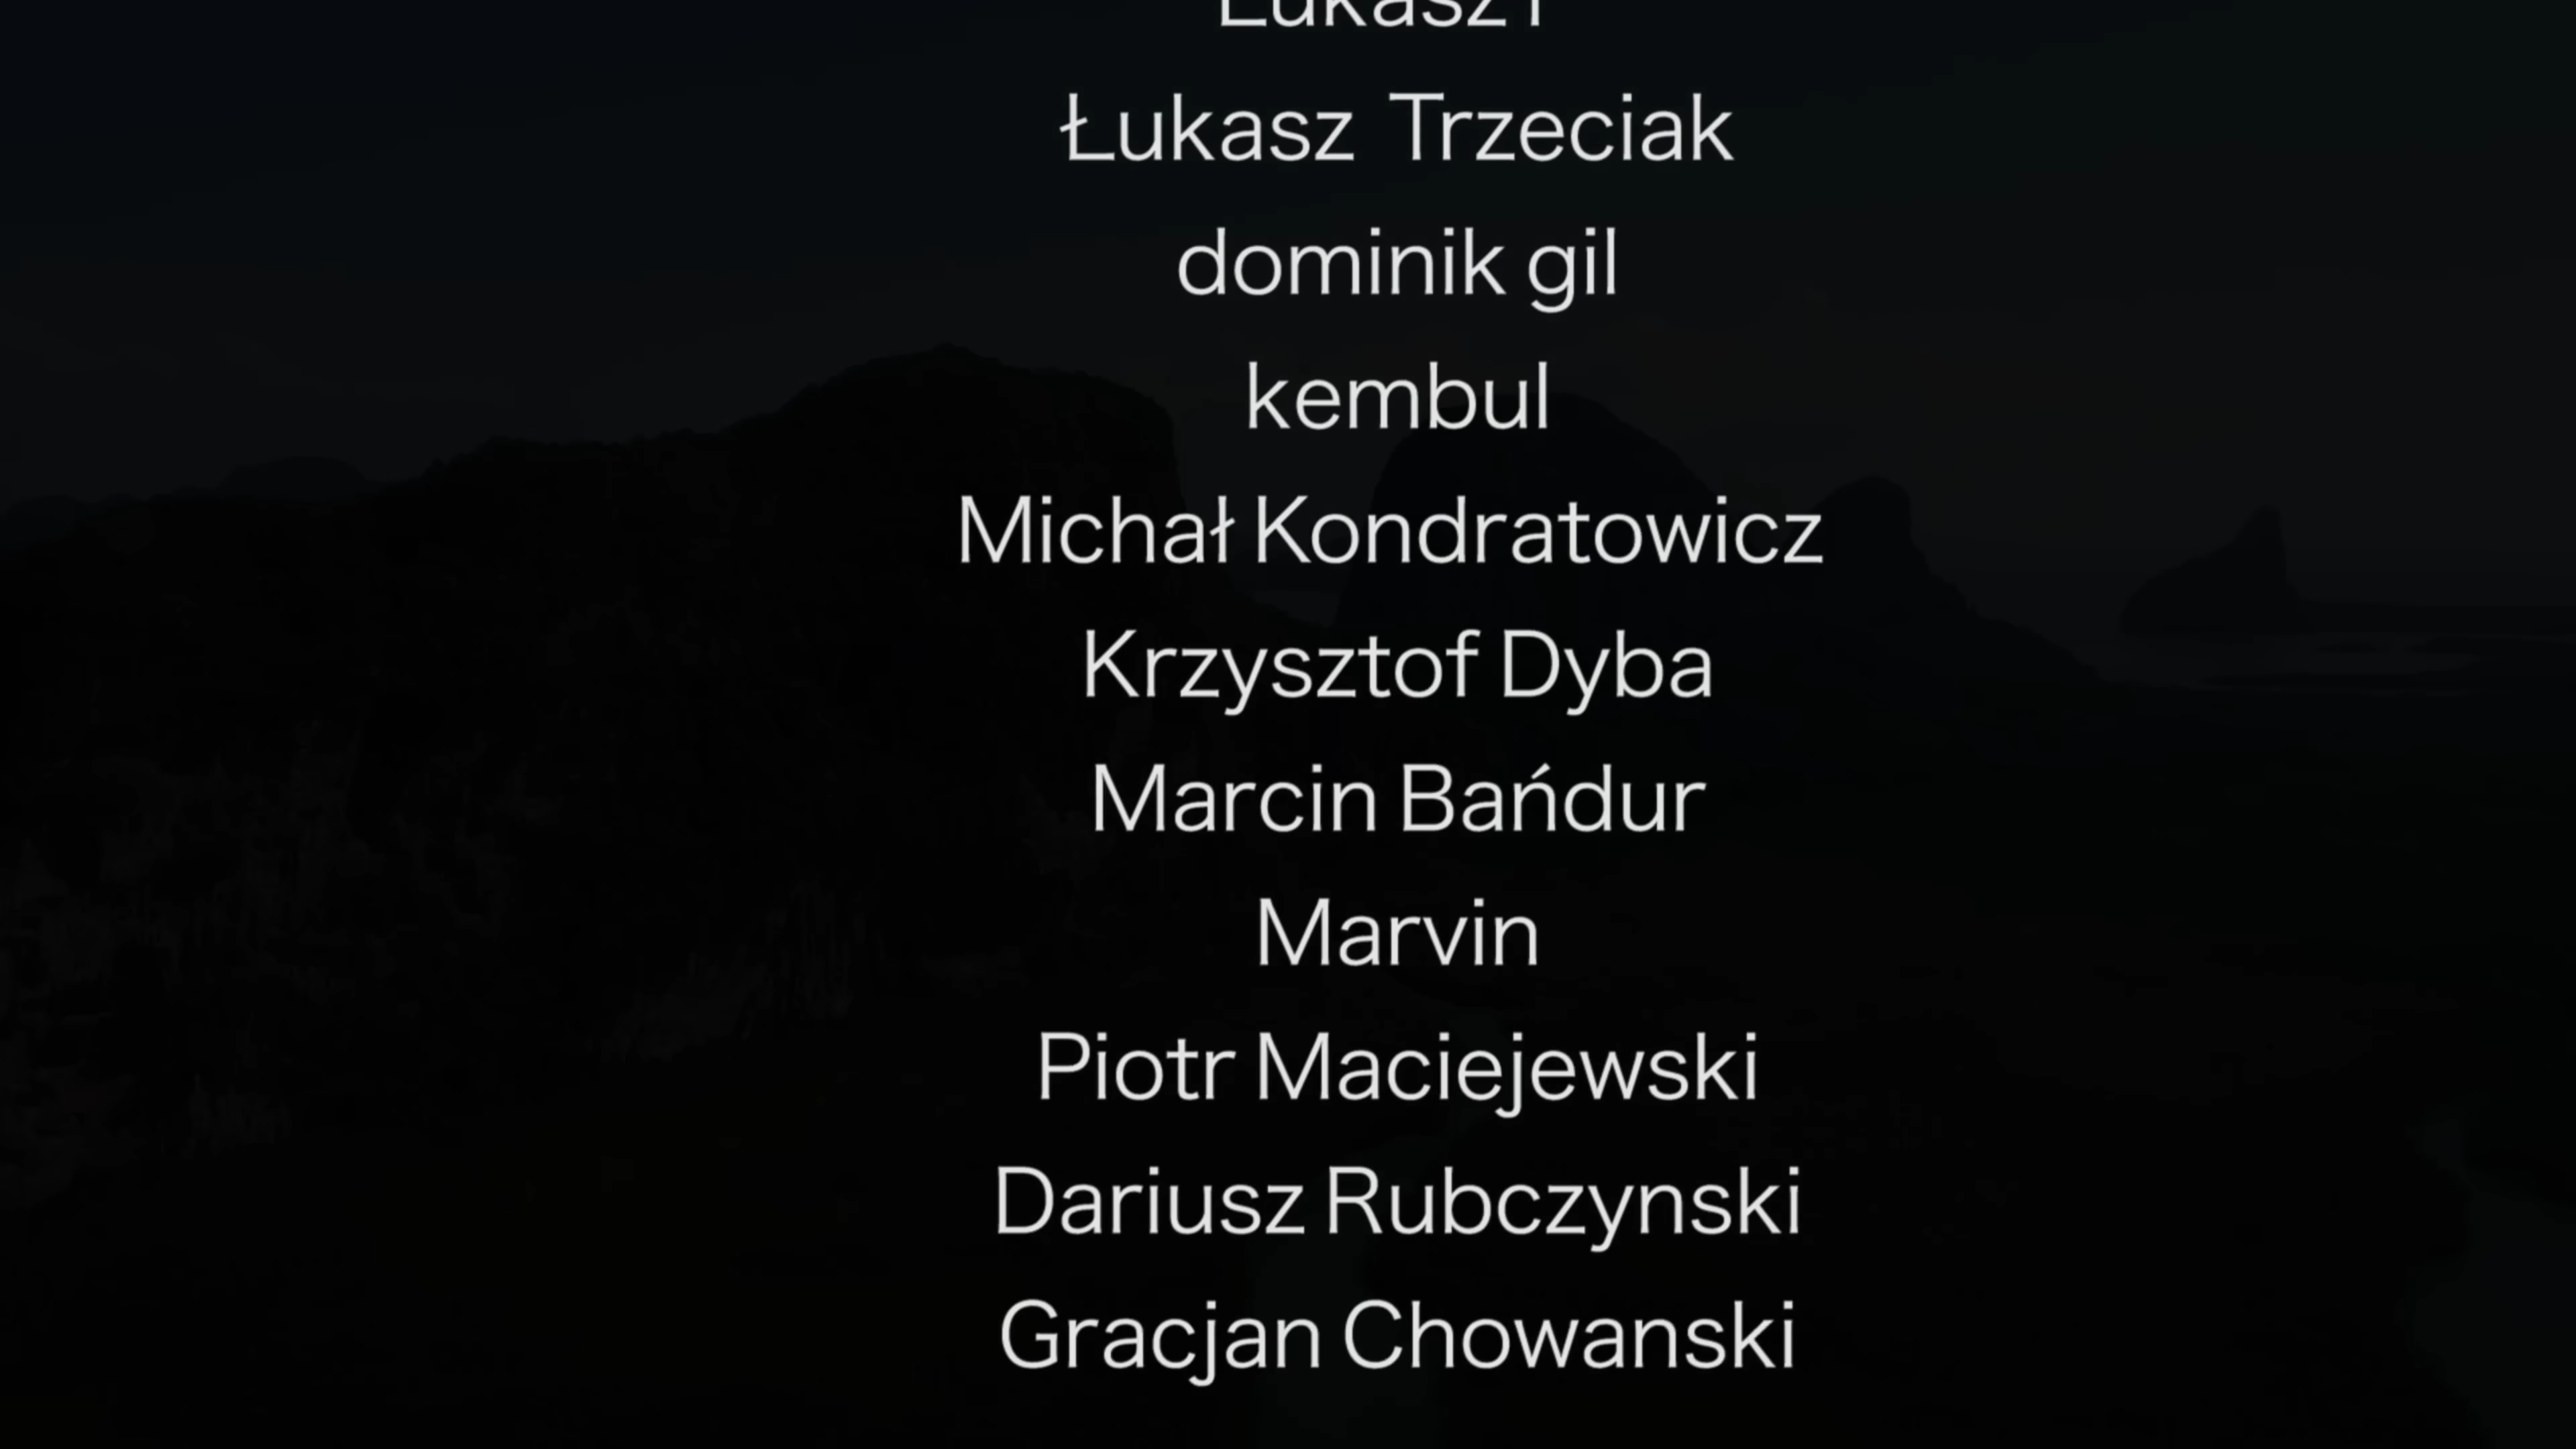 Łukasz Trzeciak
dominik gil
kembul
Michał Kondratowicz
Krzysztof Dyba
Marcin Bańdur
Marvin
Piotr Maciejewski
Dariusz Rubczynski
Gracjan Chowanski